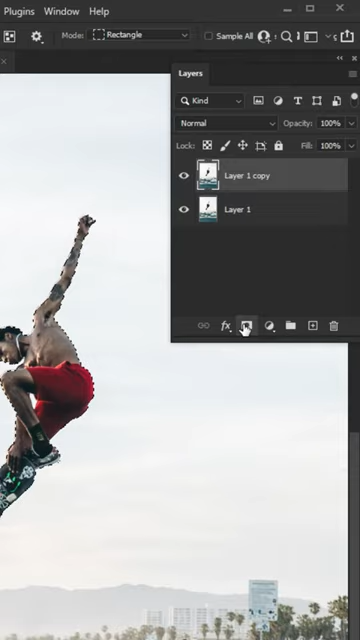 Plugins Window Help
Mode: Rectangle Sample All
Layers
Kind
Normal Opacity: 100%
Lock: Fill: 100%
Layer 1 copy
Layer 1
fx